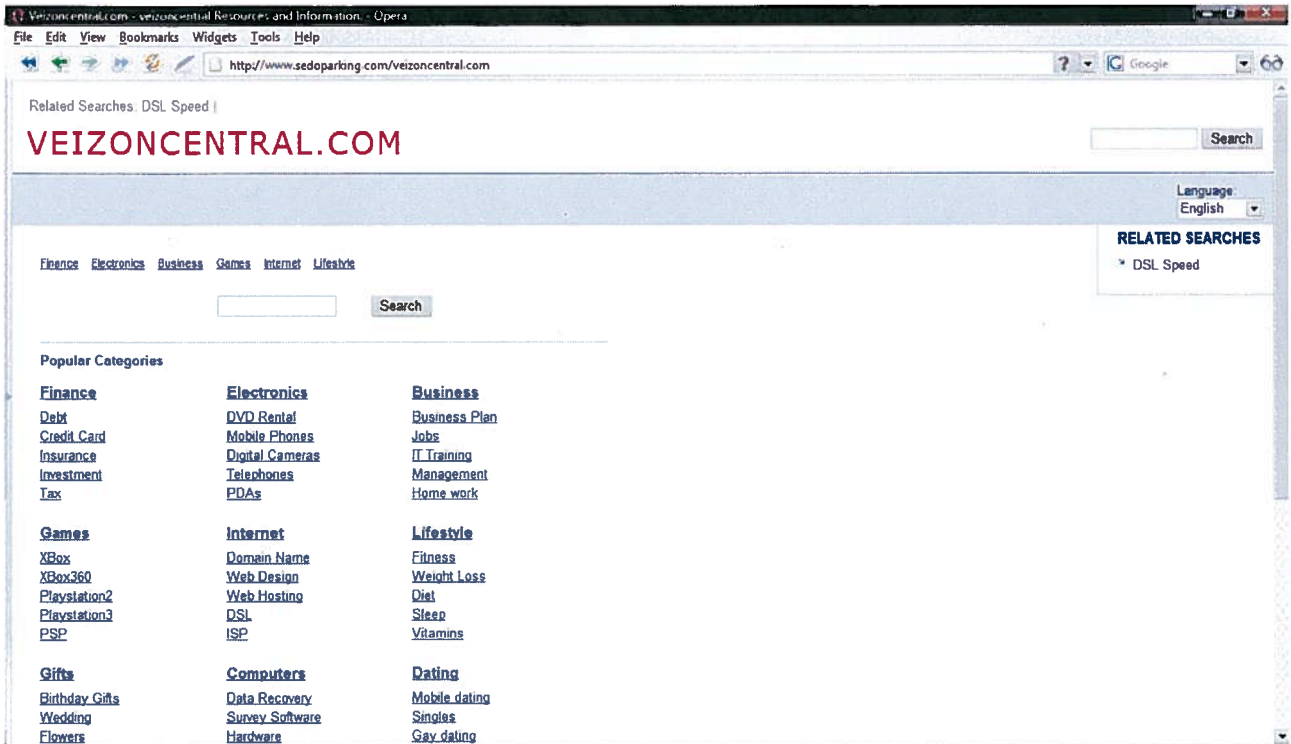 Veizoncentral.com - veizoncentral Resources and Information. - Opera
File Edit View Bookmarks Widgets Tools Help
http://www.sedoparking.com/veizoncentral.com ? Google
Related Searches: DSL Speed |
VEIZONCENTRAL.COM
Search
Language:
English
RELATED SEARCHES
DSL Speed
Finance Electronics Business Games Internet Lifestyle
Search
Popular Categories
Finance Electronics Business
Debt DVD Rental Business Plan
Credit Card Mobile Phones Jobs
Insurance Digital Cameras IT Training
Investment Telephones Management
Tax PDAs Home work
Games Internet Lifestyle
XBox Domain Name Fitness
XBox360 Web Design Weight Loss
Playstation2 Web Hosting Diet
Playstation3 DSL Sleep
PSP ISP Vitamins
Gifts Computers Dating
Birthday Gifts Data Recovery Mobile dating
Wedding Survey Software Singles
Flowers Hardware Gay dating